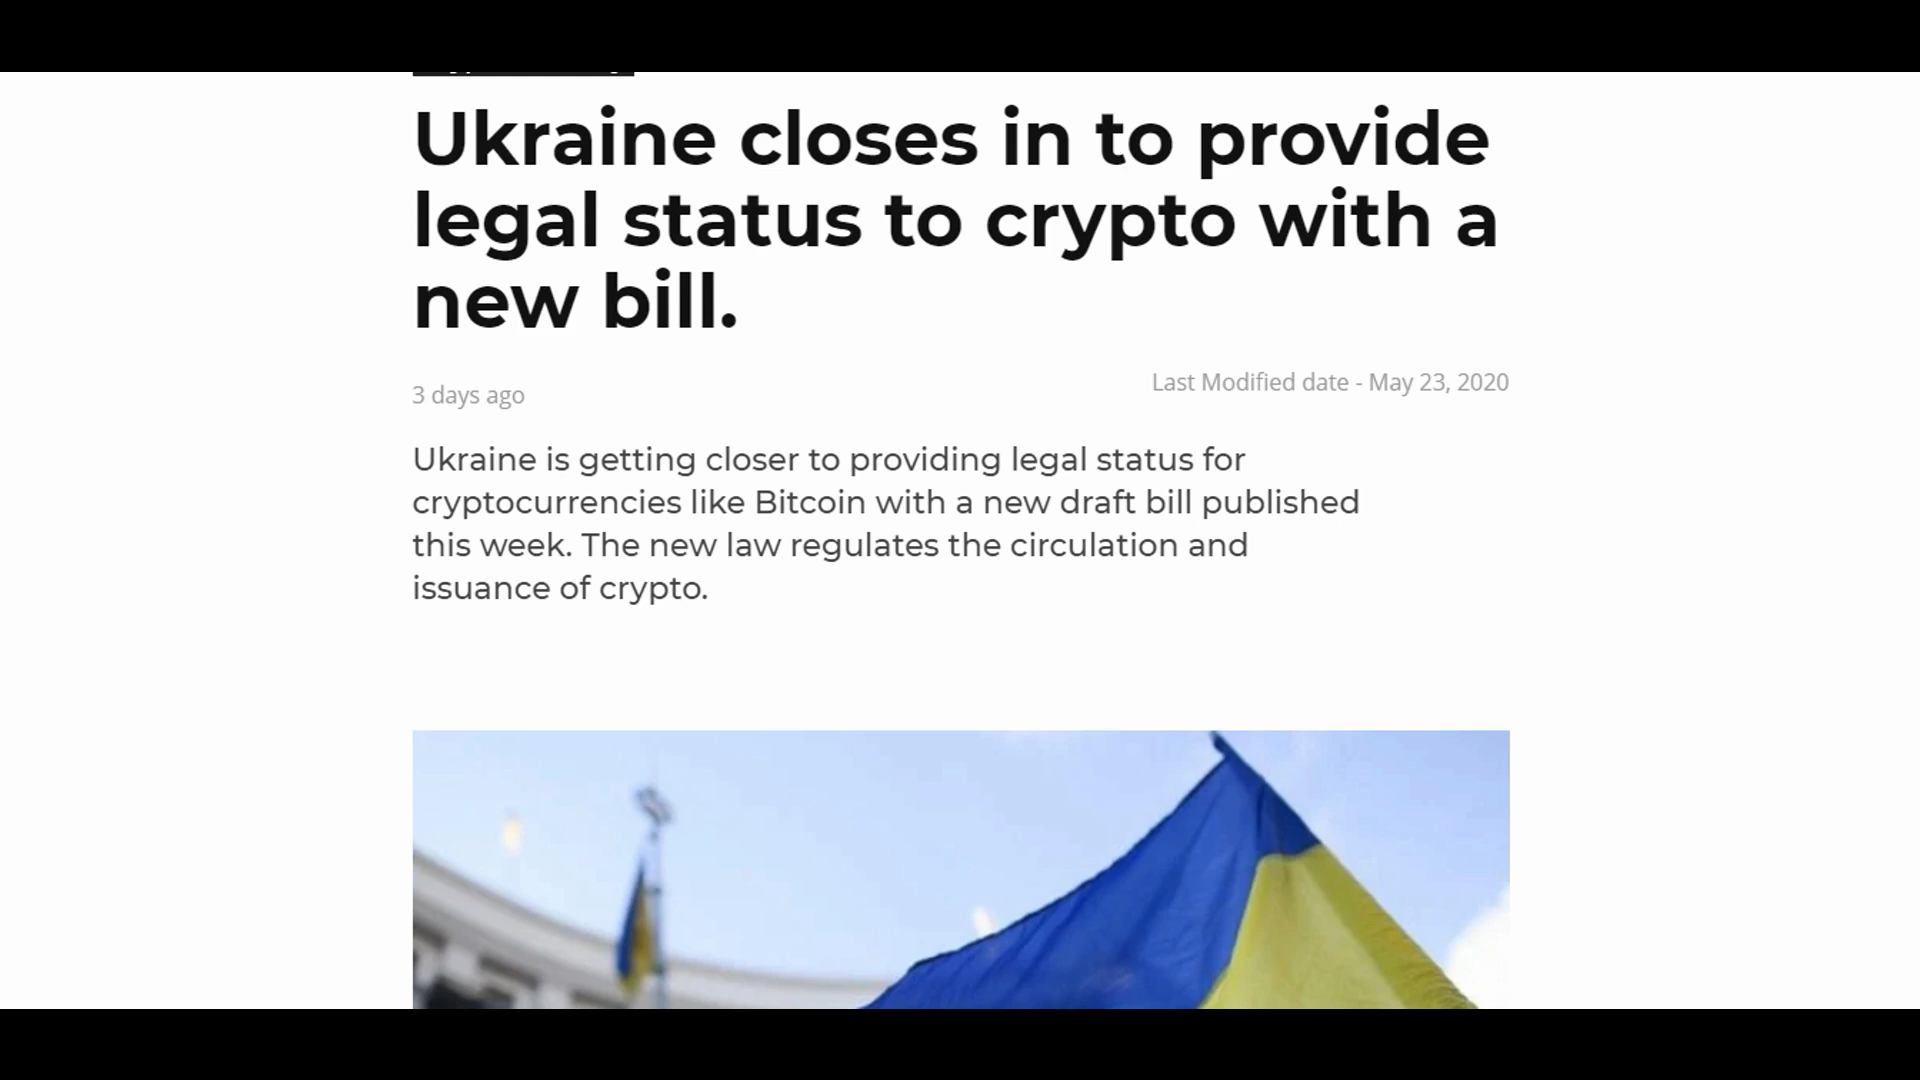 Ukraine closes in to provide
legal status to crypto with a
new bill.
3 days ago
Last Modified date - May 23, 2020
Ukraine is getting closer to providing legal status for
cryptocurrencies like Bitcoin with a new draft bill published
this week. The new law regulates the circulation and
issuance of crypto.